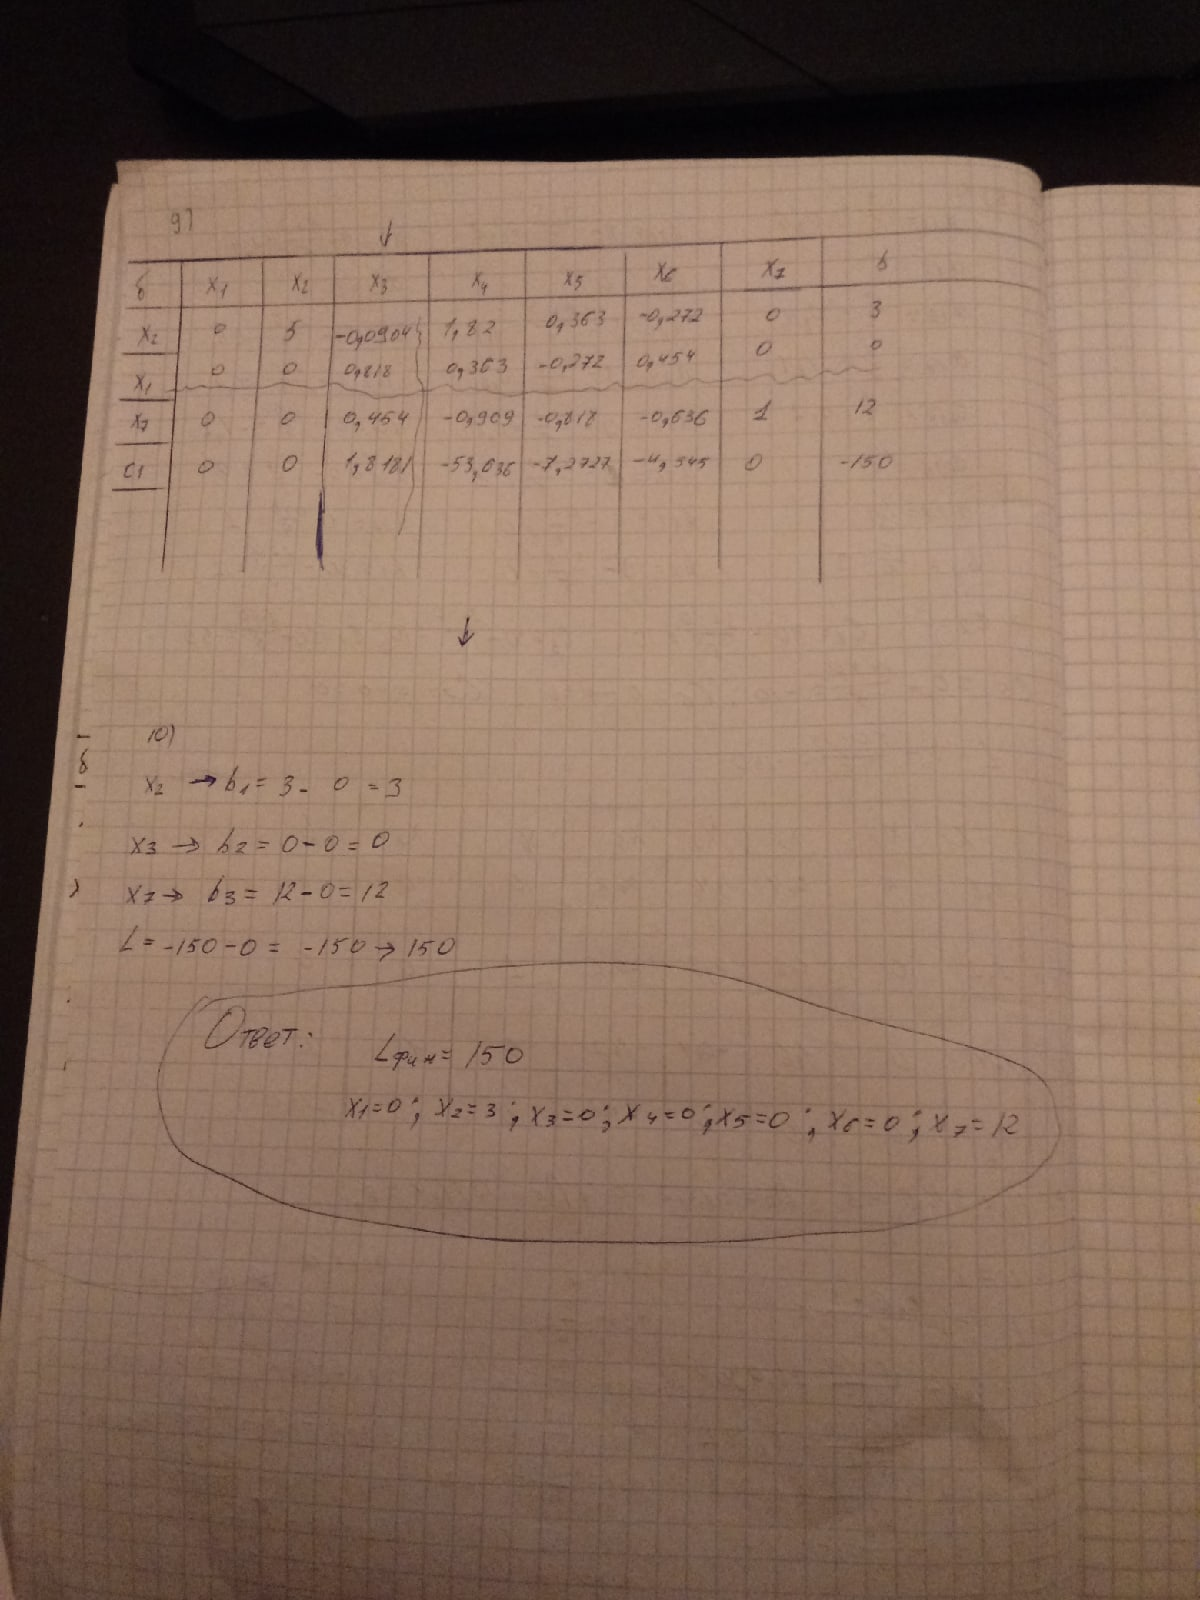 9)
↓
б x1 x2 x3 x4 x5 x6 x7 b
x2 0 5 -0,0904 1,82 0,363 -0,272 0 3
x1 0 0 0,818 0,363 -0,272 0,454 0 0
x7 0 0 0,454 -0,909 -0,818 -0,636 1 12
0 0 1,8181 -53,636 -7,2727 -4,545 0 -150
↓
10)
x2 → b1 = 3 - 0 = 3
x3 → b2 = 0 - 0 = 0
x7 → b3 = 12 - 0 = 12
L = -150 - 0 = -150 → 150
Ответ:
Lфин = 150
x1=0; x2=3; x3=0; x4=0; x5=0; x6=0; x7=12